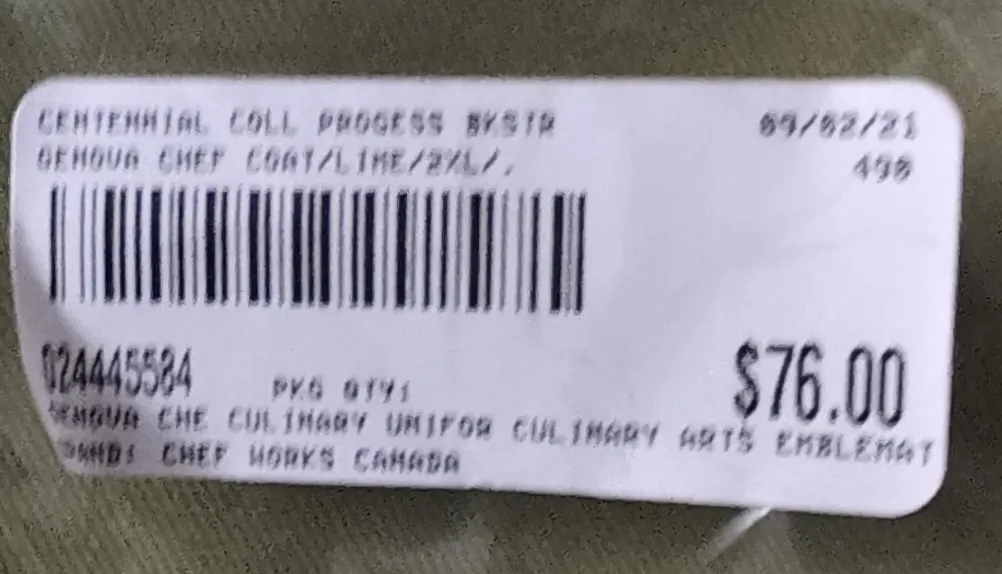 CENTENNIAL COLL PROGESS BKSTR 09/02/21
GENOVA CHEF COAT/LIME/2XL/. 490
024445584 PKG QTY: $76.00
GENOVA CHE CULINARY UNIFOR CULINARY ARTS EMBLEMAT
CHEF WORKS CANADA